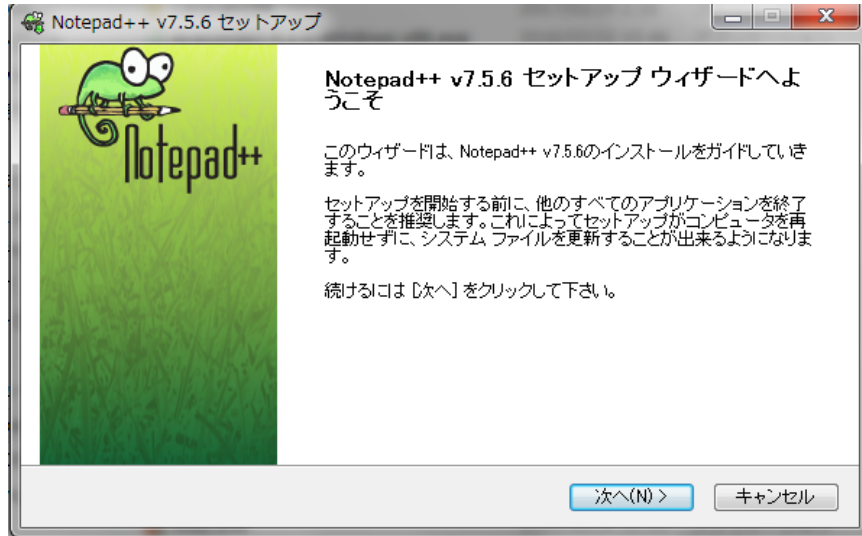 Notepad++ v7.5.6 セットアップ
Notepad++
Notepad++ v7.5.6 セットアップ ウィザードへよ
うこそ
このウィザードは、Notepad++ v7.5.6のインストールをガイドしていき
ます。
セットアップを開始する前に、他のすべてのアプリケーションを終了
することを推奨します。これによってセットアップがコンピュータを再
起動せずに、システム ファイルを更新することが出来るようになりま
す。
続けるには [次へ] をクリックして下さい。
次へ(N) >
キャンセル